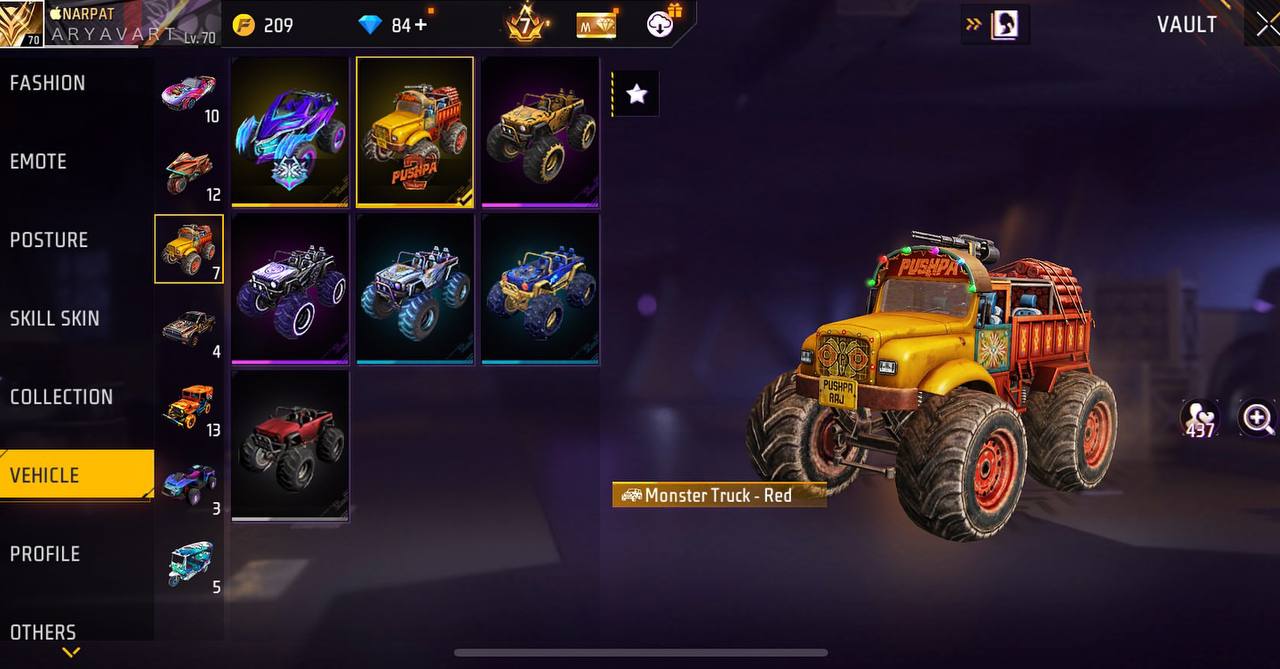 NARPAT
ARYAVART Lv.70
70
209
84+
7
M
VAULT
FASHION
EMOTE
POSTURE
SKILL SKIN
COLLECTION
VEHICLE
PROFILE
OTHERS
10
12
7
4
13
3
5
PUSHPA
2
PUSHPA
PUSHPA
RAJ
Monster Truck - Red
437